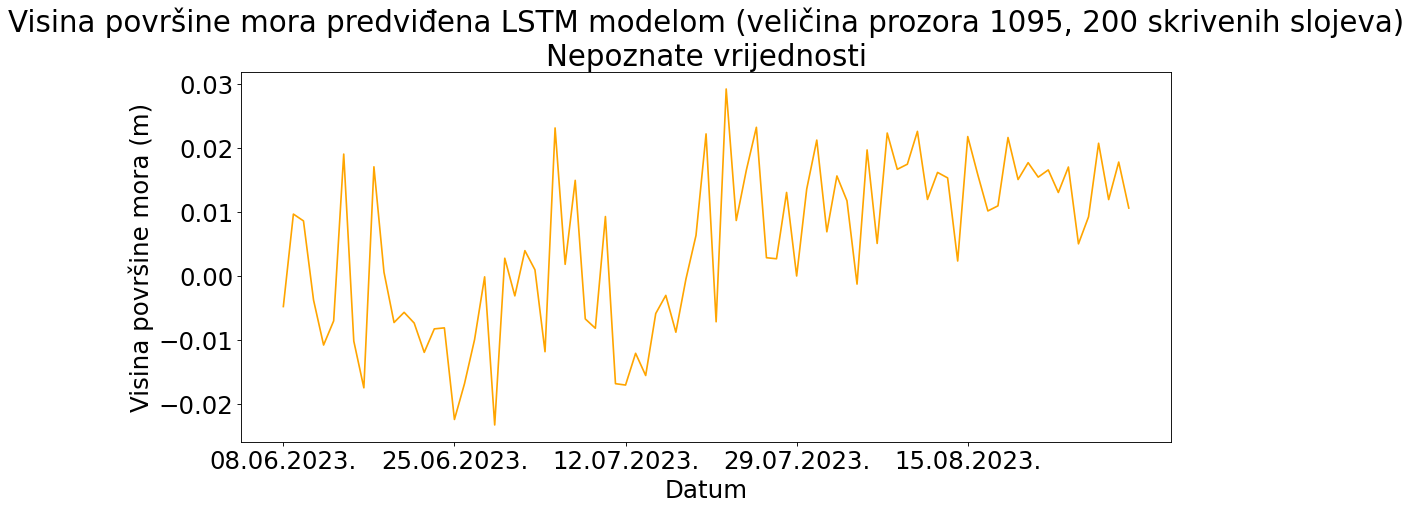 Visina površine mora predviđena LSTM modelom (veličina prozora 1095, 200 skrivenih slojeva)
Nepoznate vrijednosti
Visina površine mora (m)
0.03
0.02
0.01
0.00
−0.01
−0.02
08.06.2023. 25.06.2023. 12.07.2023. 29.07.2023. 15.08.2023.
Datum